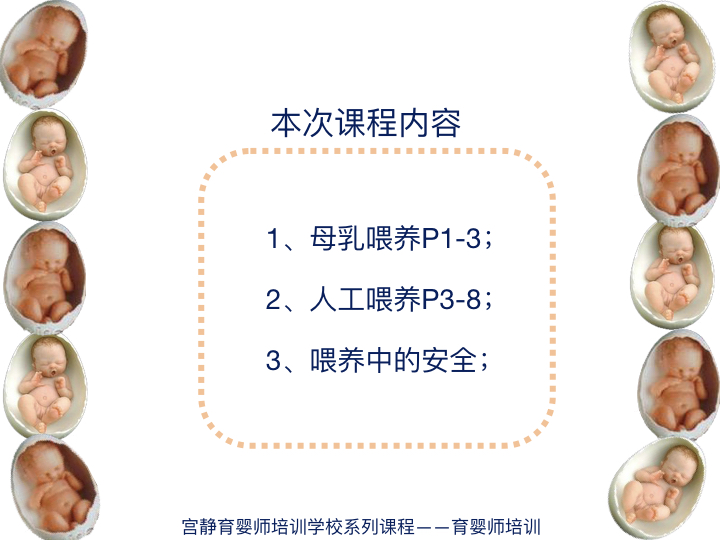 本次课程内容
1、母乳喂养P1-3；
2、人工喂养P3-8；
3、喂养中的安全；
宫静育婴师培训学校系列课程——育婴师培训